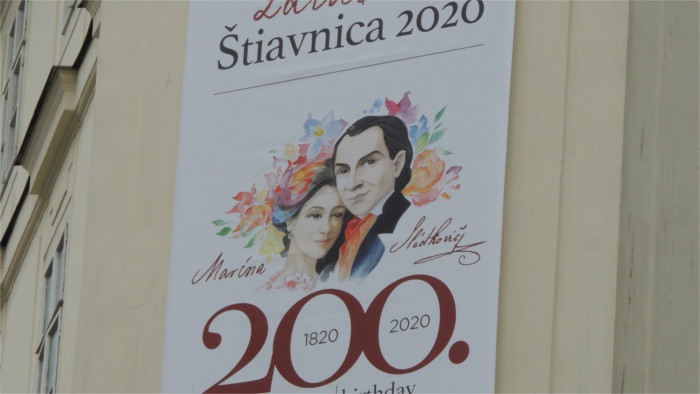 Štiavnica 2020
Marína
Sládkovič
200.
1820
2020
birthday